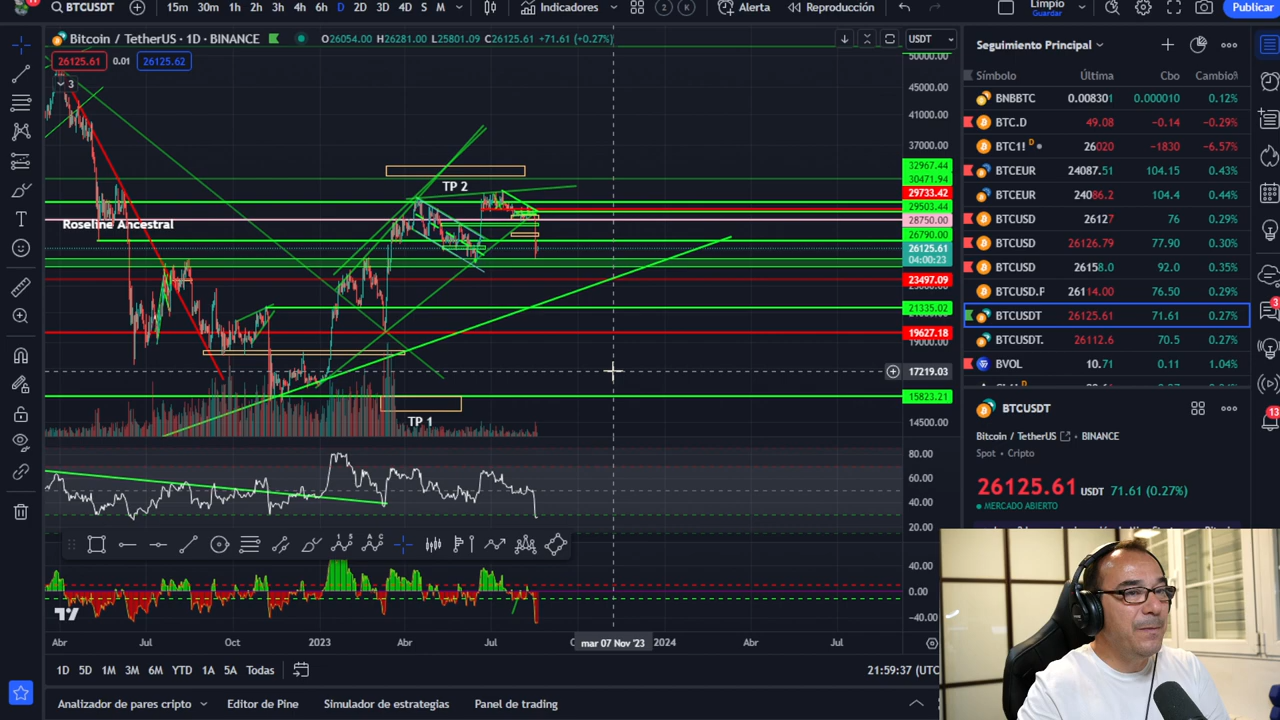 BTCUSDT
15m 30m 1h 2h 3h 4h 6h D 2D 3D 4D S M
Indicadores
2
K
Alerta
Reproducción
Limpio
Guardar
Publicar
Bitcoin / TetherUS · 1D · BINANCE
O26054.00 H26281.00 L25801.09 C26125.61 +71.61 (+0.27%)
USDT
26125.61 0.01 26125.62
3
50000.00
45000.00
41000.00
37000.00
32967.44
30471.94
29733.42
29503.44
28750.00
26790.00
26125.61
04:00:23
23497.09
21335.02
19627.18
19000.00
17219.03
15823.21
14500.00
TP 2
Roseline Ancestral
TP 1
80.00
60.00
40.00
20.00
40.00
0.00
-40.00
Abr Jul Oct 2023 Abr Jul mar 07 Nov '23 2024 Abr Jul
1D 5D 1M 3M 6M YTD 1A 5A Todas
21:59:37 (UTC
Analizador de pares cripto
Editor de Pine
Simulador de estrategias
Panel de trading
Seguimiento Principal
Símbolo Última Cbo Cambio%
BNBBTC 0.008301 0.000010 0.12%
BTC.D 49.08 −0.14 −0.29%
BTC1! D 26020 −1830 −6.57%
BTCEUR 24087.51 104.15 0.43%
BTCEUR 24086.2 104.4 0.44%
BTCUSD 26127 76 0.29%
BTCUSD 26126.79 77.90 0.30%
BTCUSD 26158.0 92.0 0.35%
BTCUSD.F 26114.00 76.50 0.29%
BTCUSDT 26125.61 71.61 0.27%
BTCUSDT. 26112.6 70.5 0.27%
BVOL 10.71 0.11 1.04%
BTCUSDT
Bitcoin / TetherUS BINANCE
Spot • Cripto
26125.61 USDT 71.61 (0.27%)
MERCADO ABIERTO
3
13